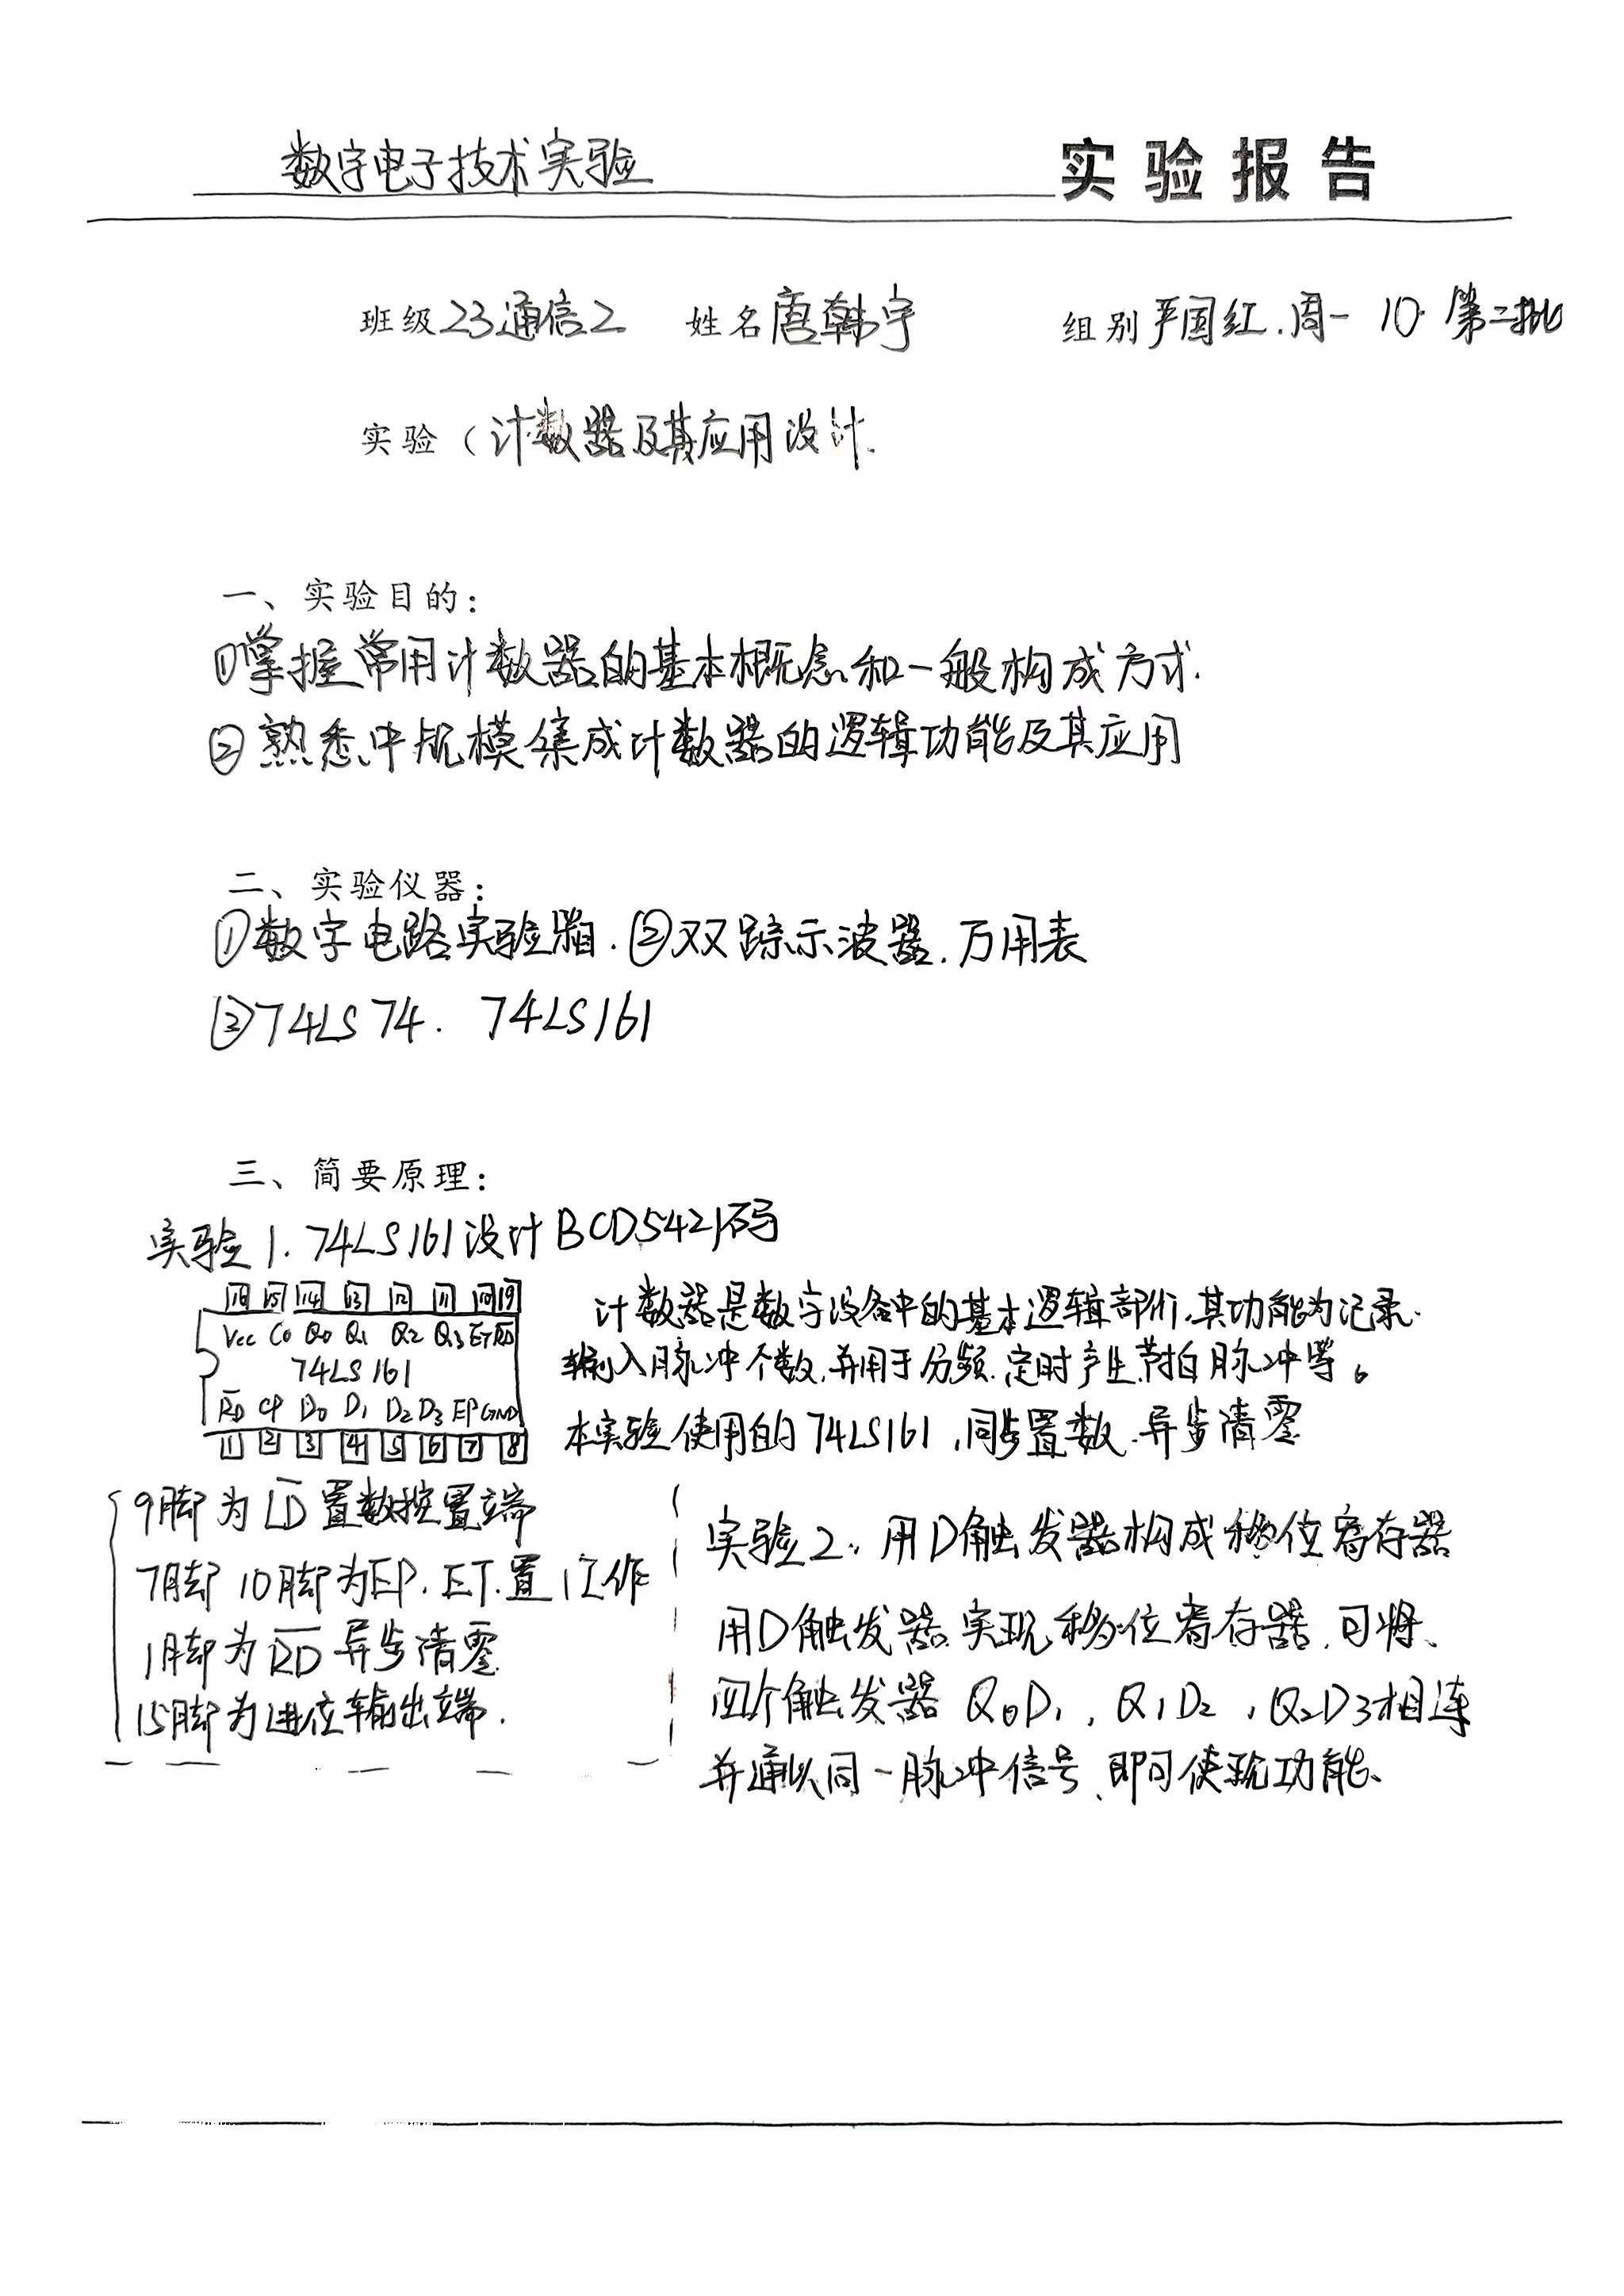 数字电子技术实验 实验报告
班级 23通信2 姓名 唐韩宇 组别 严国红.周一 10 第二批
实验(计数器及其应用设计.
一、实验目的:
①掌握常用计数器的基本概念和一般构成方式.
②熟悉中规模集成计数器的逻辑功能及其应用
二、实验仪器:
①数字电路实验箱.②双踪示波器.万用表
③74LS74. 74LS161
三、简要原理:
实验1.74LS161设计BCD5421码
16 15 14 13 12 11 10 19
Vcc C0 Q0 Q1 Q2 Q3 ET R̅D̅
74LS161
R̅D̅ CP D0 D1 D2 D3 EP GND
1 2 3 4 5 6 7 8
计数器是数字设备中的基本逻辑部件,其功能为记录.
输入脉冲个数,并用于分频.定时产生.节拍脉冲等。
本实验使用的74LS161,同步置数.异步清零
9脚为L̅D̅置数控置端
7脚 10脚为EP.ET.置1工作
1脚为R̅D̅异步清零
15脚为进位输出端.
实验2.用D触发器构成移位寄存器
用D触发器实现移位寄存器,可将、
四个触发器 Q0D1,Q1D2,Q2D3相连
并通以同一脉冲信号、即可使现功能、